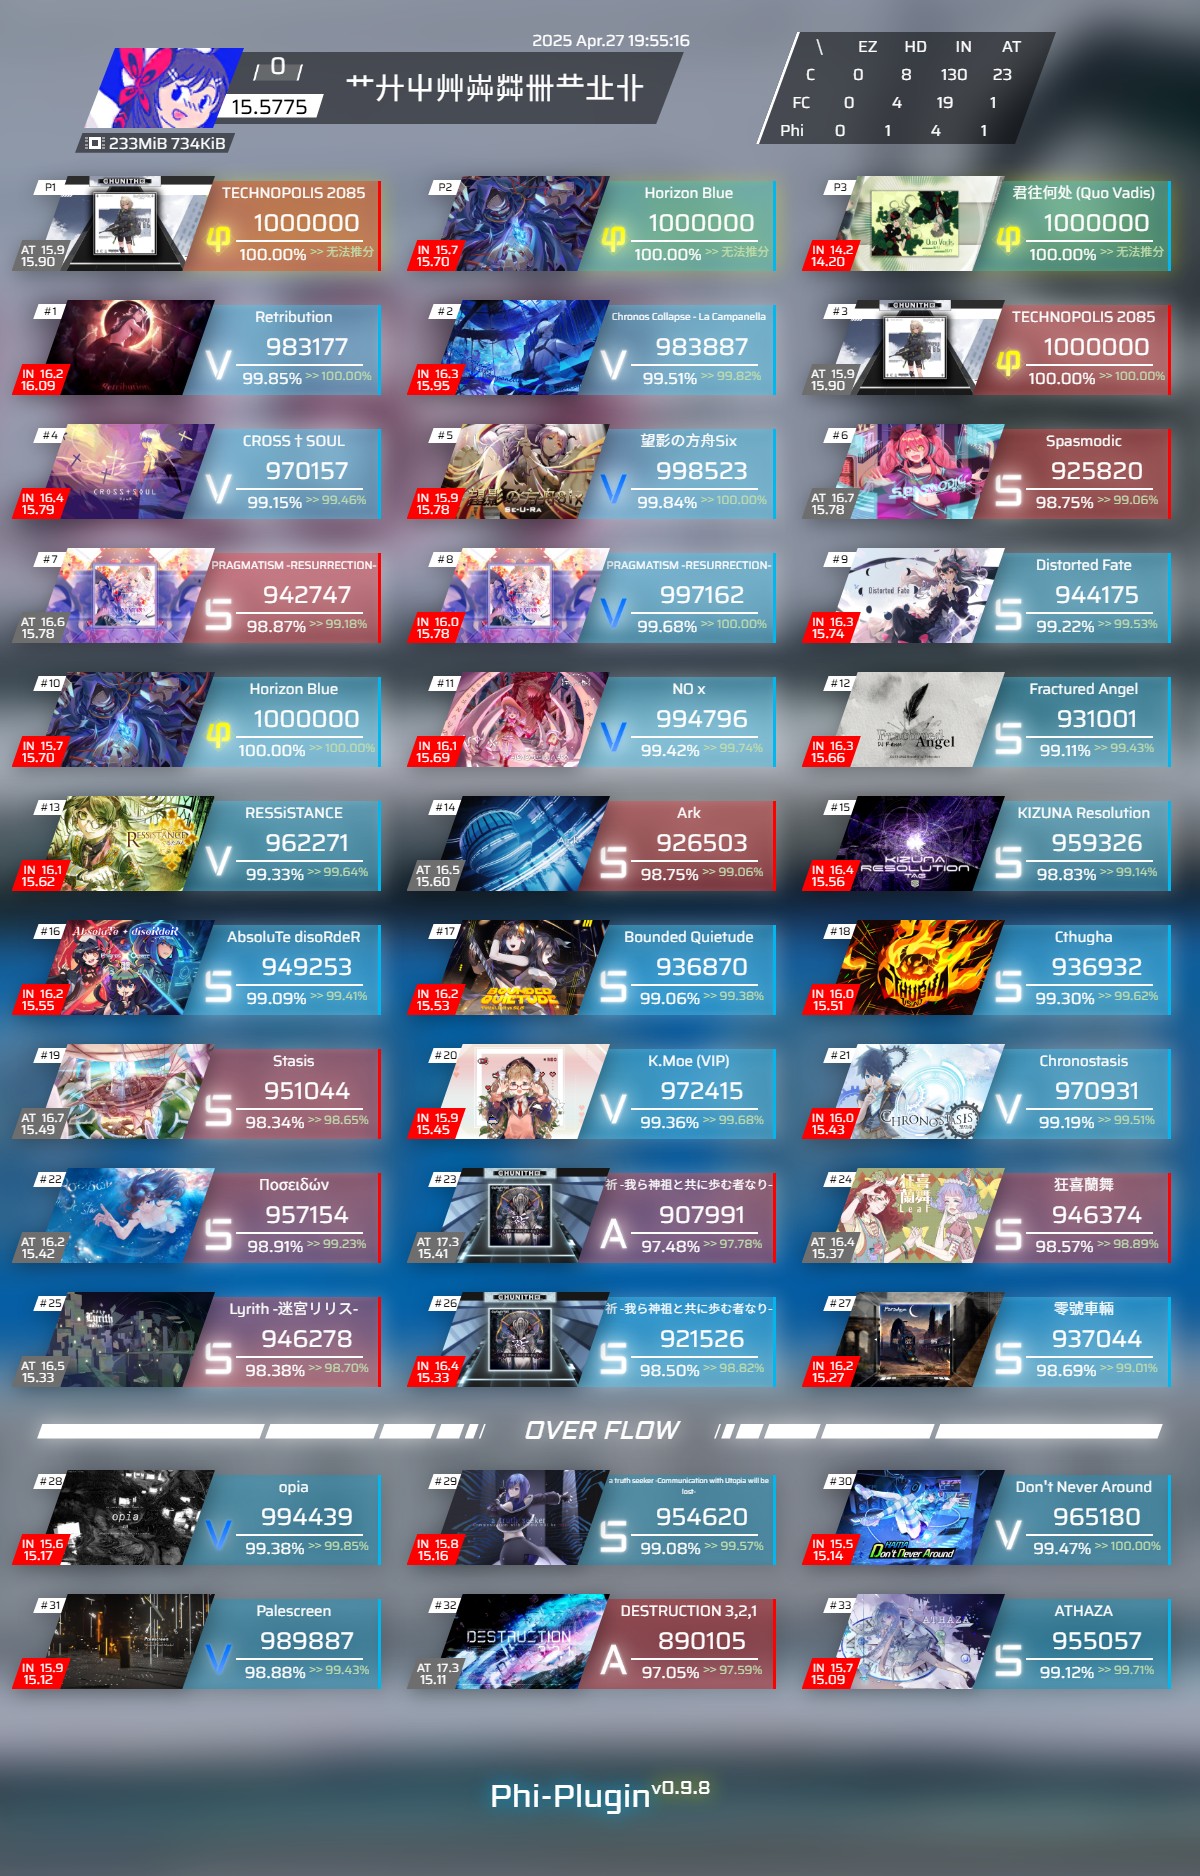 2025 Apr.27 19:55:16
0
15.5775
艹廾屮艸芔茻卌龷㐀卝
233MiB 734KiB
\ EZ HD IN AT
C 0 8 130 23
FC 0 4 19 1
Phi 0 1 4 1
P1
TECHNOPOLIS 2085
1000000
AT 15.9
15.90
φ
100.00% >> 无法推分
P2
Horizon Blue
1000000
IN 15.7
15.70
φ
100.00% >> 无法推分
P3
君往何处 (Quo Vadis)
1000000
IN 14.2
14.20
φ
100.00% >> 无法推分
#1
Retribution
983177
IN 16.2
16.09
V
99.85% >> 100.00%
#2
Chronos Collapse - La Campanella
983887
IN 16.3
15.95
V
99.51% >> 99.82%
#3
TECHNOPOLIS 2085
1000000
AT 15.9
15.90
φ
100.00% >> 100.00%
#4
CROSS † SOUL
970157
IN 16.4
15.79
V
99.15% >> 99.46%
#5
望影の方舟Six
998523
IN 15.9
15.78
V
99.84% >> 100.00%
#6
Spasmodic
925820
AT 16.7
15.78
S
98.75% >> 99.06%
#7
PRAGMATISM -RESURRECTION-
942747
AT 16.6
15.78
S
98.87% >> 99.18%
#8
PRAGMATISM -RESURRECTION-
997162
IN 16.0
15.78
V
99.68% >> 100.00%
#9
Distorted Fate
944175
IN 16.3
15.74
S
99.22% >> 99.53%
#10
Horizon Blue
1000000
IN 15.7
15.70
φ
100.00% >> 100.00%
#11
NO x
994796
IN 16.1
15.69
V
99.42% >> 99.74%
#12
Fractured Angel
931001
IN 16.3
15.66
S
99.11% >> 99.43%
#13
RESSiSTANCE
962271
IN 16.1
15.62
V
99.33% >> 99.64%
#14
Ark
926503
AT 16.5
15.60
S
98.75% >> 99.06%
#15
KIZUNA Resolution
959326
IN 16.4
15.56
S
98.83% >> 99.14%
#16
AbsoluTe disoRdeR
949253
IN 16.2
15.55
S
99.09% >> 99.41%
#17
Bounded Quietude
936870
IN 16.2
15.53
S
99.06% >> 99.38%
#18
Cthugha
936932
IN 16.0
15.51
S
99.30% >> 99.62%
#19
Stasis
951044
AT 16.7
15.49
S
98.34% >> 98.65%
#20
K.Moe (VIP)
972415
IN 15.9
15.45
V
99.36% >> 99.68%
#21
Chronostasis
970931
IN 16.0
15.43
V
99.19% >> 99.51%
#22
Ποσειδών
957154
AT 16.2
15.42
S
98.91% >> 99.23%
#23
祈 -我ら神祖と共に歩む者なり-
907991
AT 17.3
15.41
A
97.48% >> 97.78%
#24
狂喜蘭舞
946374
AT 16.4
15.37
S
98.57% >> 98.89%
#25
Lyrith -迷宮リリス-
946278
AT 16.5
15.33
S
98.38% >> 98.70%
#26
祈 -我ら神祖と共に歩む者なり-
921526
IN 16.4
15.33
S
98.50% >> 98.82%
#27
零號車輛
937044
IN 16.2
15.27
S
98.69% >> 99.01%
OVER FLOW
#28
opia
994439
IN 15.6
15.17
V
99.38% >> 99.85%
#29
a truth seeker -Communication with Utopia will be
lost-
954620
IN 15.8
15.16
S
99.08% >> 99.57%
#30
Don't Never Around
965180
IN 15.5
15.14
V
99.47% >> 100.00%
#31
Palescreen
989887
IN 15.9
15.12
V
98.88% >> 99.43%
#32
DESTRUCTION 3,2,1
890105
AT 17.3
15.11
A
97.05% >> 97.59%
#33
ATHAZA
955057
IN 15.7
15.09
S
99.12% >> 99.71%
Phi-Plugin v0.9.8